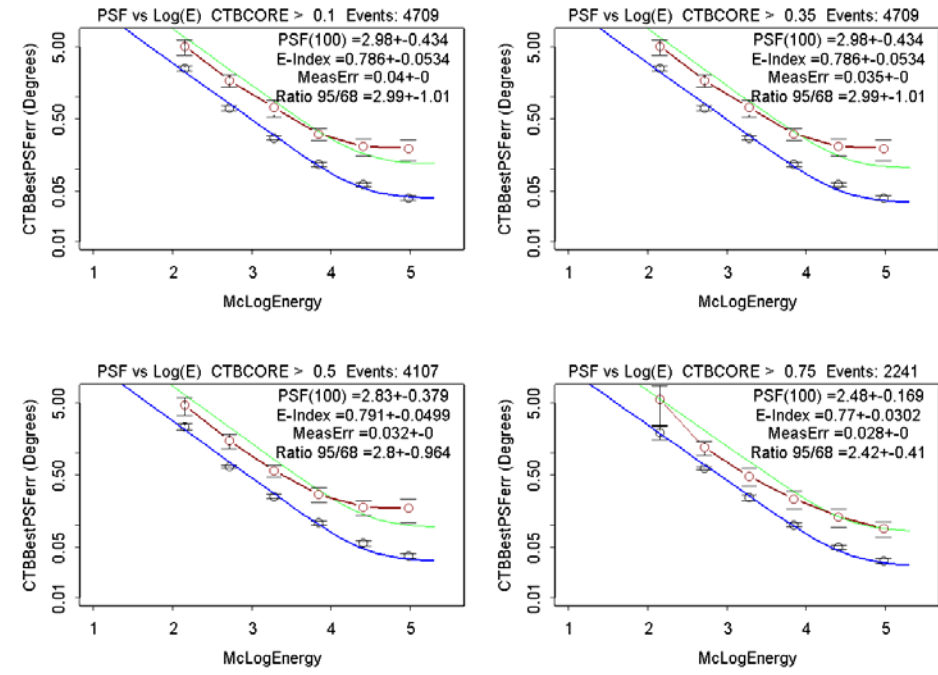 PSF vs Log(E) CTBCORE > 0.1 Events: 4709
PSF(100) =2.98+-0.434
E-Index =0.786+-0.0534
MeasErr =0.04+-0
Ratio 95/68 =2.99+-1.01
CTBBestPSFerr (Degrees)
5.00
0.50
0.05
0.01
1 2 3 4 5
McLogEnergy
PSF vs Log(E) CTBCORE > 0.35 Events: 4709
PSF(100) =2.98+-0.434
E-Index =0.786+-0.0534
MeasErr =0.035+-0
Ratio 95/68 =2.99+-1.01
CTBBestPSFerr (Degrees)
5.00
0.50
0.05
0.01
1 2 3 4 5
McLogEnergy
PSF vs Log(E) CTBCORE > 0.5 Events: 4107
PSF(100) =2.83+-0.379
E-Index =0.791+-0.0499
MeasErr =0.032+-0
Ratio 95/68 =2.8+-0.964
CTBBestPSFerr (Degrees)
5.00
0.50
0.05
0.01
1 2 3 4 5
McLogEnergy
PSF vs Log(E) CTBCORE > 0.75 Events: 2241
PSF(100) =2.48+-0.169
E-Index =0.77+-0.0302
MeasErr =0.028+-0
Ratio 95/68 =2.42+-0.41
CTBBestPSFerr (Degrees)
5.00
0.50
0.05
0.01
1 2 3 4 5
McLogEnergy